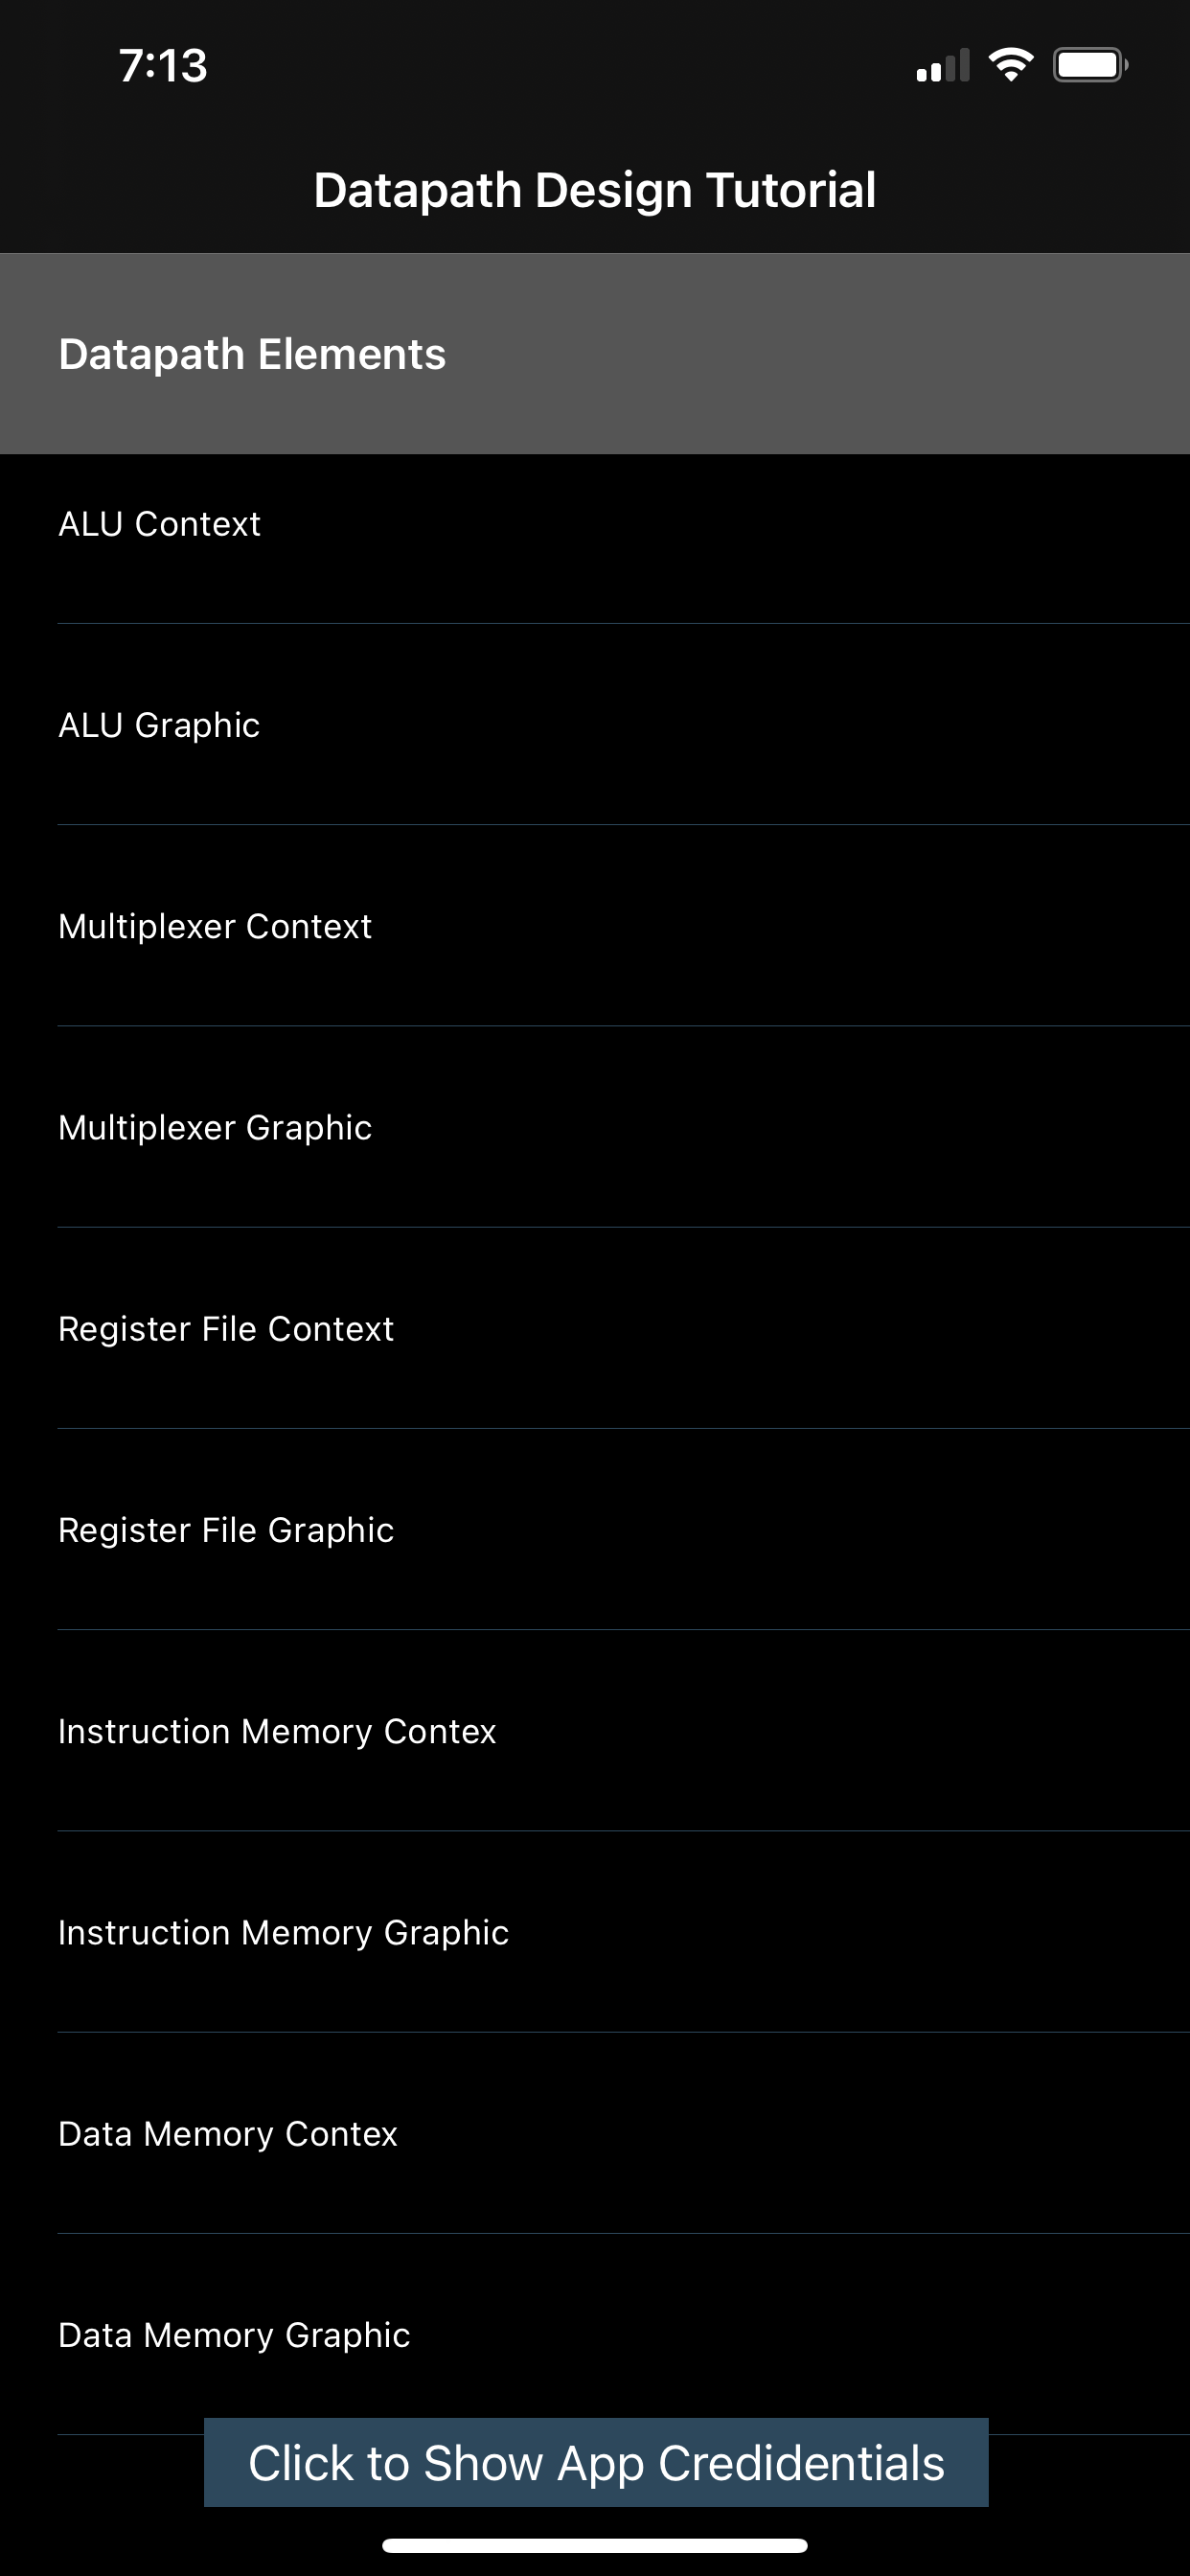 7:13
Datapath Design Tutorial
Datapath Elements
ALU Context
ALU Graphic
Multiplexer Context
Multiplexer Graphic
Register File Context
Register File Graphic
Instruction Memory Contex
Instruction Memory Graphic
Data Memory Contex
Data Memory Graphic
Click to Show App Credidentials